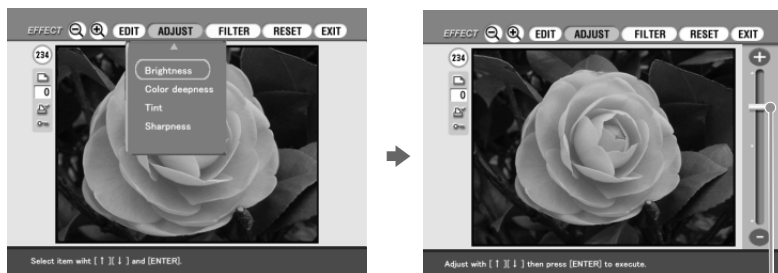 EFFECT EDIT ADJUST FILTER RESET EXIT
234
0
Brightness
Color deepness
Tint
Sharpness
Select item wiht [ ↑ ][ ↓ ] and [ENTER].
EFFECT EDIT ADJUST FILTER RESET EXIT
234
0
Adjust with [ ↑ ][ ↓ ] then press [ENTER] to execute.